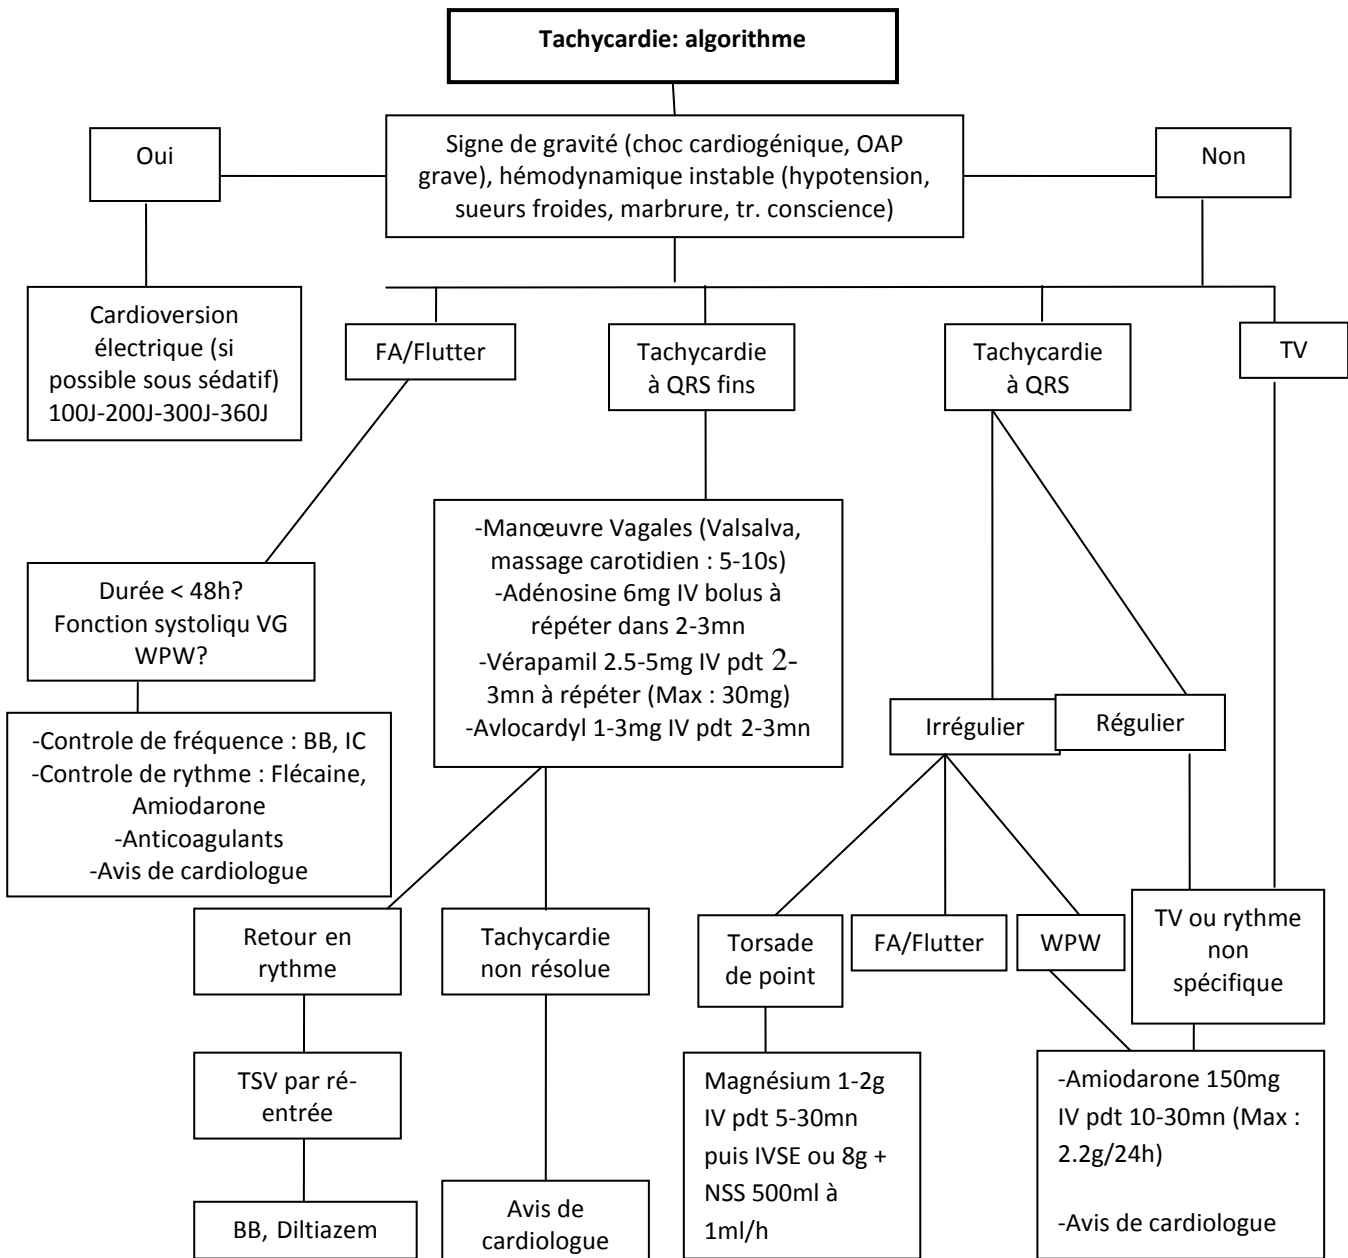 Tachycardie: algorithme
Oui
Signe de gravité (choc cardiogénique, OAP
grave), hémodynamique instable (hypotension,
sueurs froides, marbrure, tr. conscience)
Non
Cardioversion
électrique (si
possible sous sédatif)
100J-200J-300J-360J
FA/Flutter
Tachycardie
à QRS fins
Tachycardie
à QRS
TV
Durée < 48h?
Fonction systoliqu VG
WPW?
-Manœuvre Vagales (Valsalva,
massage carotidien : 5-10s)
-Adénosine 6mg IV bolus à
répéter dans 2-3mn
-Vérapamil 2.5-5mg IV pdt 2-
3mn à répéter (Max : 30mg)
-Avlocardyl 1-3mg IV pdt 2-3mn
-Controle de fréquence : BB, IC
-Controle de rythme : Flécaine,
Amiodarone
-Anticoagulants
-Avis de cardiologue
Irrégulier
Régulier
Retour en
rythme
Tachycardie
non résolue
Torsade
de point
FA/Flutter
WPW
TV ou rythme
non
spécifique
TSV par ré-
entrée
Magnésium 1-2g
IV pdt 5-30mn
puis IVSE ou 8g +
NSS 500ml à
1ml/h
-Amiodarone 150mg
IV pdt 10-30mn (Max :
2.2g/24h)
-Avis de cardiologue
BB, Diltiazem
Avis de
cardiologue